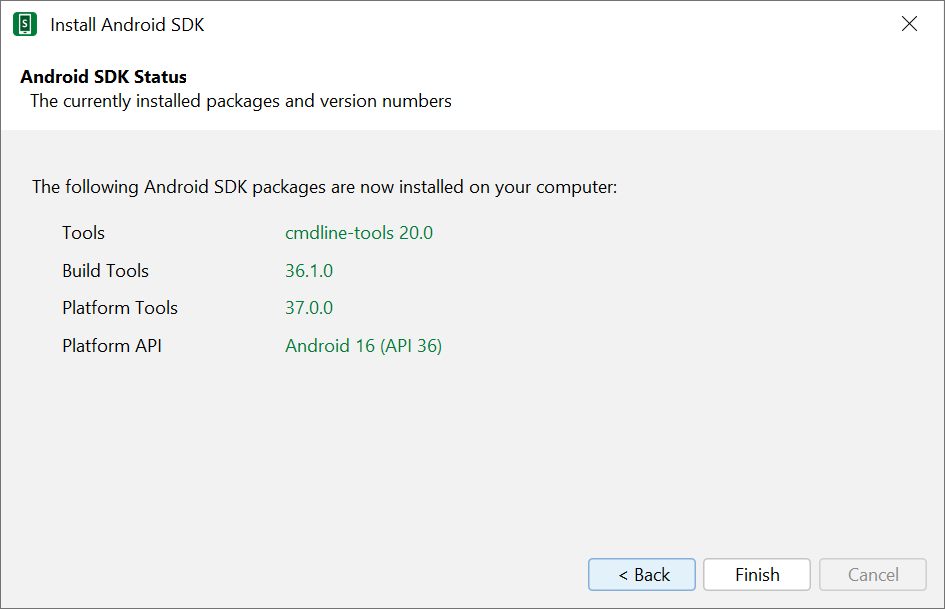 S
Install Android SDK
Android SDK Status
The currently installed packages and version numbers
The following Android SDK packages are now installed on your computer:
Tools cmdline-tools 20.0
Build Tools 36.1.0
Platform Tools 37.0.0
Platform API Android 16 (API 36)
< Back Finish Cancel